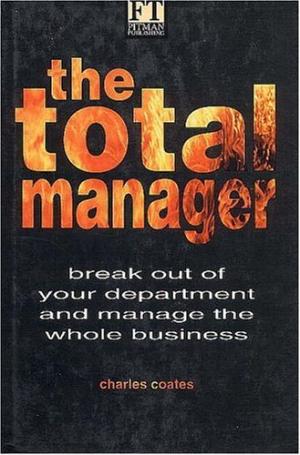 FT
PITMAN
PUBLISHING
the
total
manager
break out of
your department
and manage the
whole business
charles coates